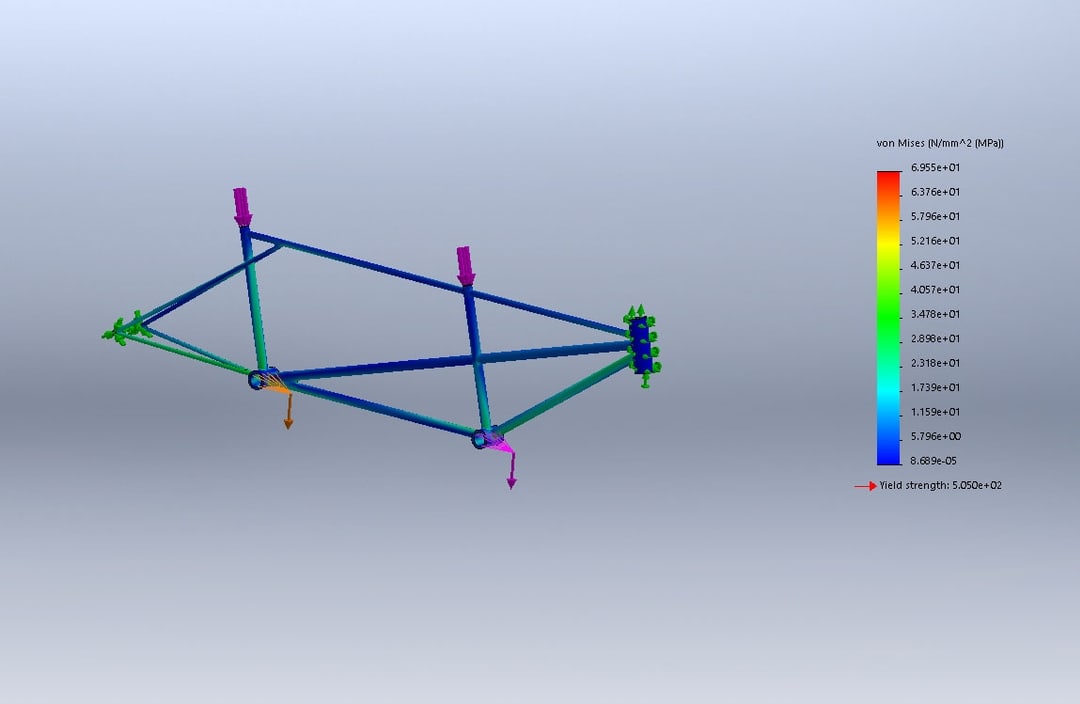 von Mises (N/mm^2 (MPa))
6.955e+01
6.376e+01
5.796e+01
5.216e+01
4.637e+01
4.057e+01
3.478e+01
2.898e+01
2.318e+01
1.739e+01
1.159e+01
5.796e+00
8.689e-05
Yield strength: 5.050e+02